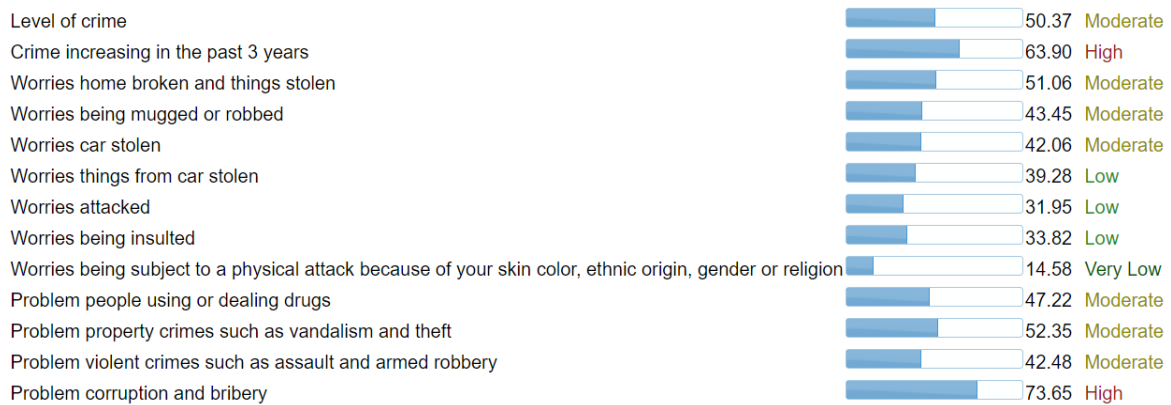 Level of crime 50.37 Moderate
Crime increasing in the past 3 years 63.90 High
Worries home broken and things stolen 51.06 Moderate
Worries being mugged or robbed 43.45 Moderate
Worries car stolen 42.06 Moderate
Worries things from car stolen 39.28 Low
Worries attacked 31.95 Low
Worries being insulted 33.82 Low
Worries being subject to a physical attack because of your skin color, ethnic origin, gender or religion 14.58 Very Low
Problem people using or dealing drugs 47.22 Moderate
Problem property crimes such as vandalism and theft 52.35 Moderate
Problem violent crimes such as assault and armed robbery 42.48 Moderate
Problem corruption and bribery 73.65 High